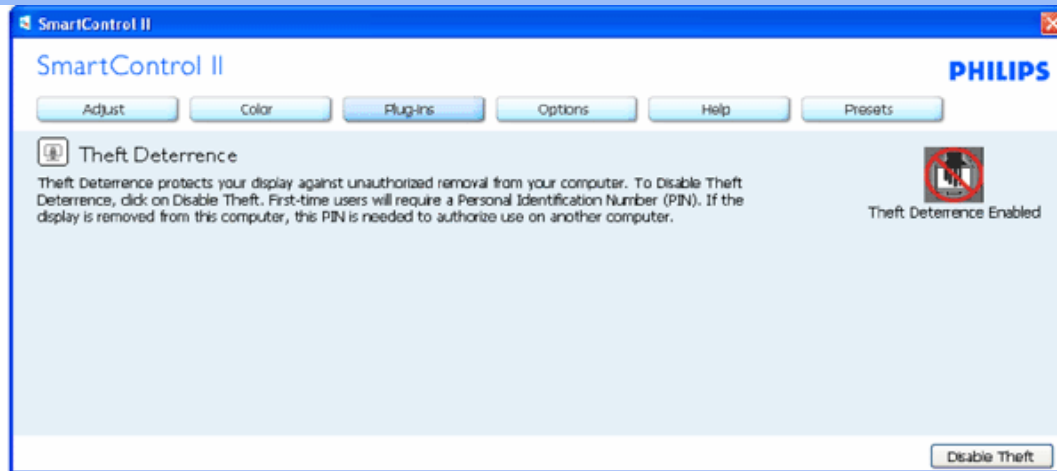 SmartControl II
SmartControl II
PHILIPS
Adjust Color Plug-ins Options Help Presets
Theft Deterrence
Theft Deterrence protects your display against unauthorized removal from your computer. To Disable Theft
Deterrence, click on Disable Theft. First-time users will require a Personal Identification Number (PIN). If the
display is removed from this computer, this PIN is needed to authorize use on another computer.
Theft Deterrence Enabled
Disable Theft